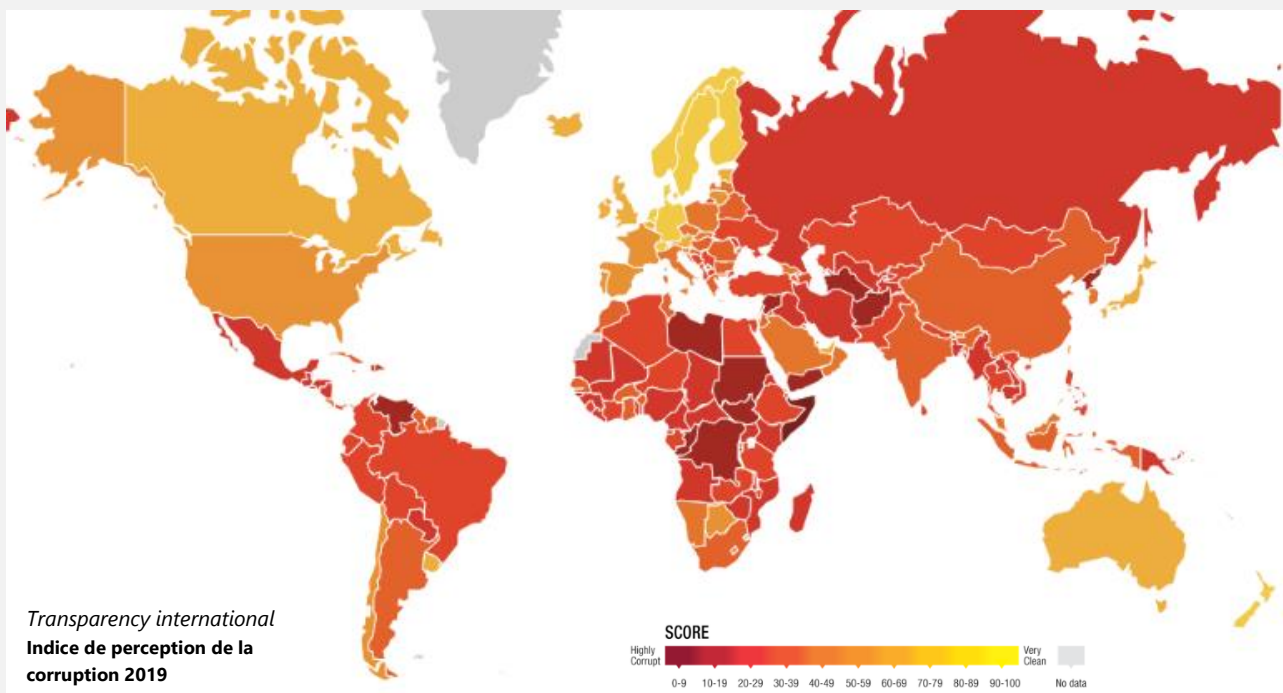 Transparency international
Indice de perception de la
corruption 2019
SCORE
Highly
Corrupt
Very
Clean
0-9 10-19 20-29 30-39 40-49 50-59 60-69 70-79 80-89 90-100 No data